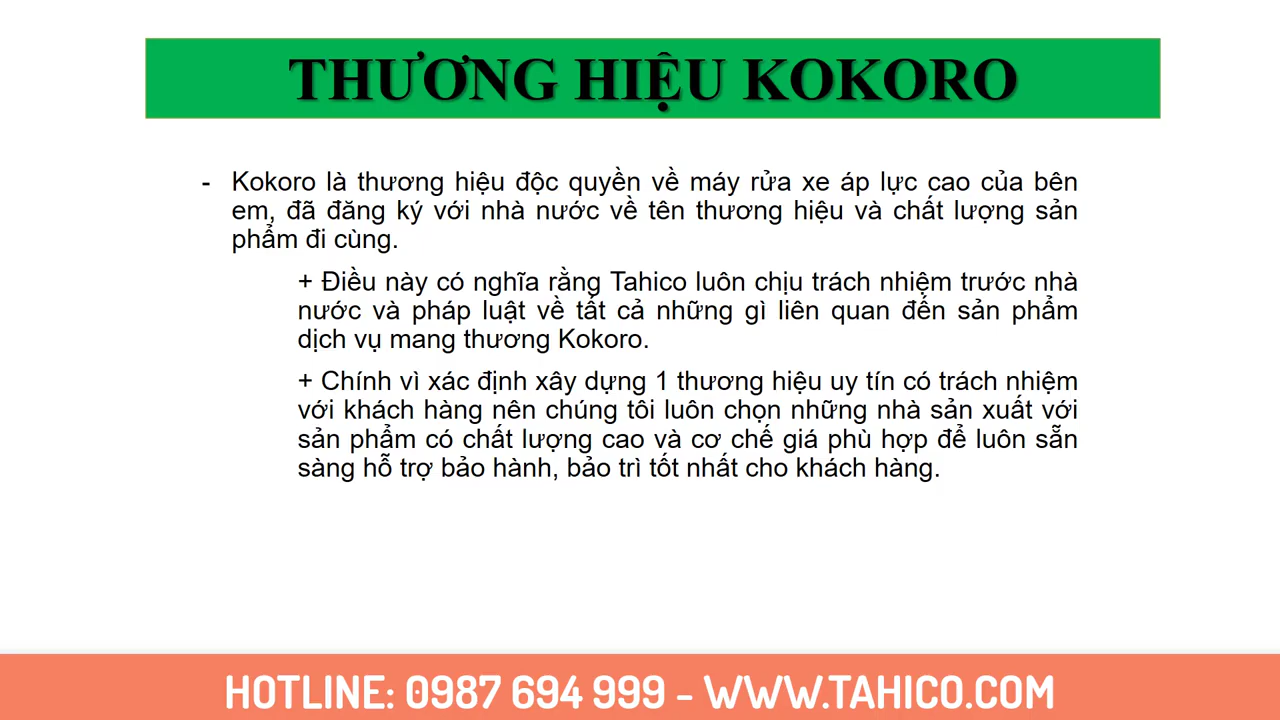 THƯƠNG HIỆU KOKORO
- Kokoro là thương hiệu độc quyền về máy rửa xe áp lực cao của bên
em, đã đăng ký với nhà nước về tên thương hiệu và chất lượng sản
phẩm đi cùng.
+ Điều này có nghĩa rằng Tahico luôn chịu trách nhiệm trước nhà
nước và pháp luật về tất cả những gì liên quan đến sản phẩm
dịch vụ mang thương Kokoro.
+ Chính vì xác định xây dựng 1 thương hiệu uy tín có trách nhiệm
với khách hàng nên chúng tôi luôn chọn những nhà sản xuất với
sản phẩm có chất lượng cao và cơ chế giá phù hợp để luôn sẵn
sàng hỗ trợ bảo hành, bảo trì tốt nhất cho khách hàng.
HOTLINE: 0987 694 999 - WWW.TAHICO.COM